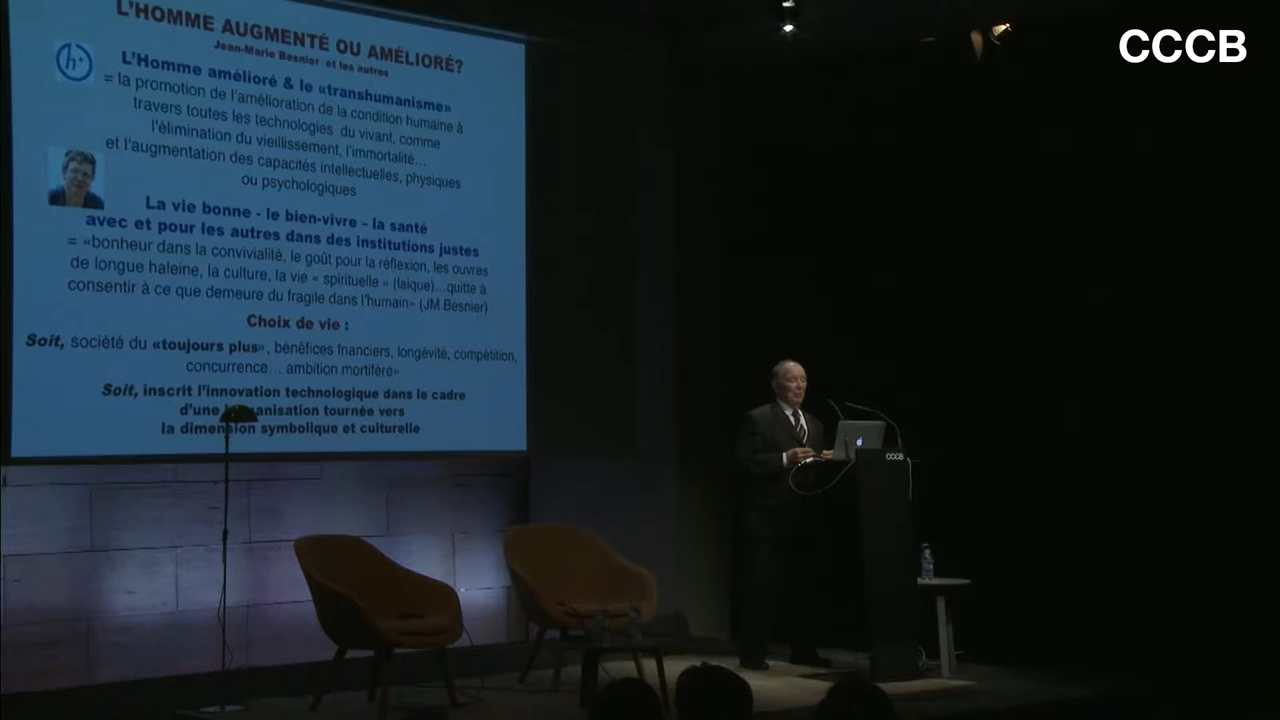 CCCB
L'HOMME AUGMENTÉ OU AMÉLIORÉ?
Jean-Marie Besnier et les autres
h+
L'Homme amélioré & le «transhumanisme»
= la promotion de l'amélioration de la condition humaine à
travers toutes les technologies du vivant, comme
l'élimination du vieillissement, l'immortalité...
et l'augmentation des capacités intellectuelles, physiques
ou psychologiques
La vie bonne - le bien-vivre – la santé
avec et pour les autres dans des institutions justes
= «bonheur dans la convivialité, le goût pour la réflexion, les ouvres
de longue haleine, la culture, la vie « spirituelle » (laique)...quitte à
consentir à ce que demeure du fragile dans l'humain» (JM Besnier)
Choix de vie :
Soit, société du «toujours plus», bénéfices fnanciers, longévité, compétition,
concurrence... ambition mortifère»
Soit, inscrit l'innovation technologique dans le cadre
d'une humanisation tournée vers
la dimension symbolique et culturelle
CCCB